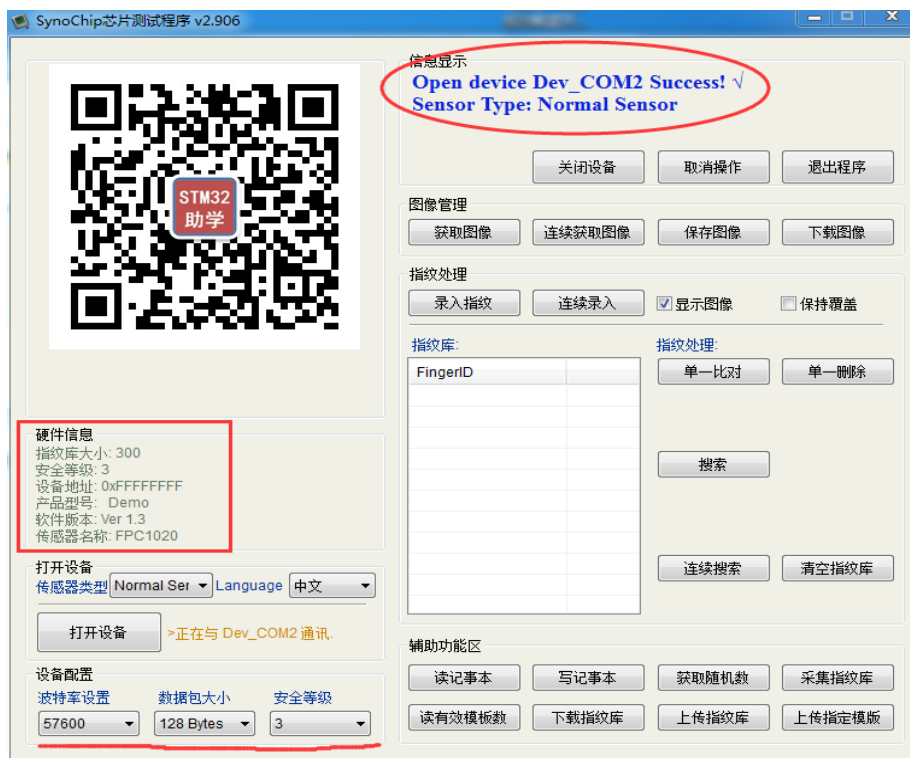 SynoChip芯片测试程序 v2.906
STM32
助学
硬件信息
指纹库大小: 300
安全等级: 3
设备地址: 0xFFFFFFFF
产品型号: Demo
软件版本: Ver 1.3
传感器名称: FPC1020
打开设备
传感器类型 Normal Ser Language 中文
打开设备 >正在与 Dev_COM2 通讯.
设备配置
波特率设置 数据包大小 安全等级
57600 128 Bytes 3
信息显示
Open device Dev_COM2 Success! √
Sensor Type: Normal Sensor
关闭设备 取消操作 退出程序
图像管理
获取图像 连续获取图像 保存图像 下载图像
指纹处理
录入指纹 连续录入 显示图像 保持覆盖
指纹库: 指纹处理:
FingerID 单一比对 单一删除
搜索
连续搜索 清空指纹库
辅助功能区
读记事本 写记事本 获取随机数 采集指纹库
读有效模板数 下载指纹库 上传指纹库 上传指定模版